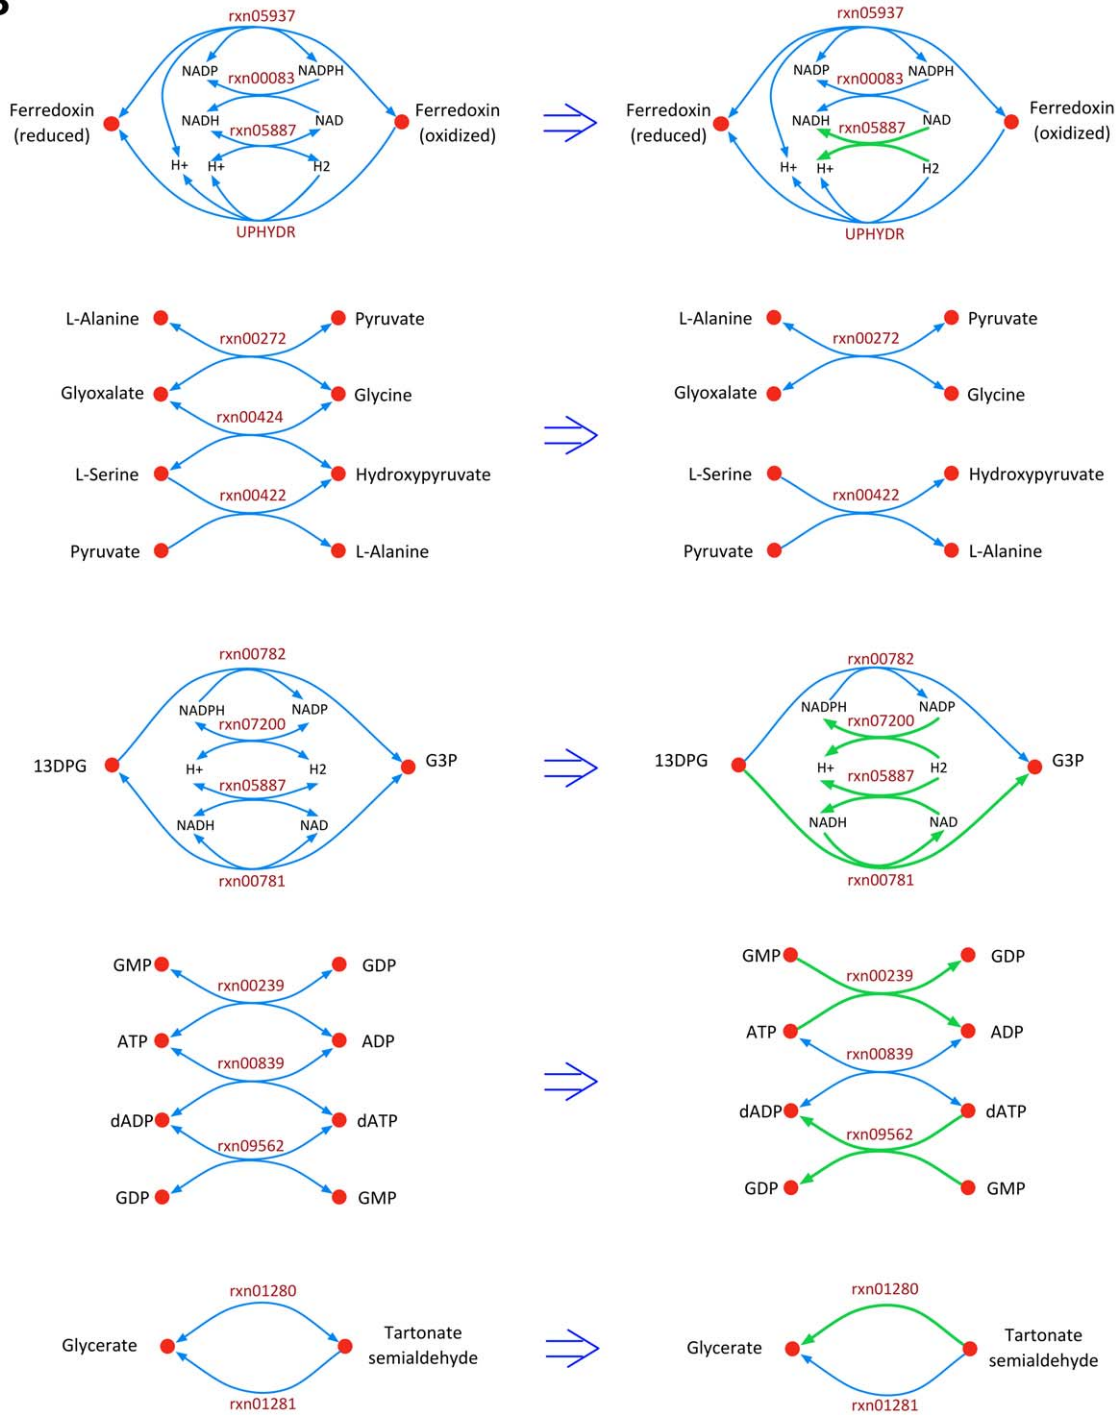 B
rxn05937
NADP NADPH
rxn00083
Ferredoxin
(reduced)
NADH NAD
rxn05887
Ferredoxin
(oxidized)
H+ H+ H2
UPHYDR
rxn05937
NADP NADPH
rxn00083
Ferredoxin
(reduced)
NADH NAD
rxn05887
Ferredoxin
(oxidized)
H+ H+ H2
UPHYDR
L-Alanine Pyruvate
rxn00272
Glyoxalate Glycine
rxn00424
L-Serine Hydroxypyruvate
rxn00422
Pyruvate L-Alanine
L-Alanine Pyruvate
rxn00272
Glyoxalate Glycine
L-Serine Hydroxypyruvate
rxn00422
Pyruvate L-Alanine
rxn00782
NADPH NADP
rxn07200
13DPG H+ H2 G3P
rxn05887
NADH NAD
rxn00781
rxn00782
NADPH NADP
rxn07200
13DPG H+ H2 G3P
rxn05887
NADH NAD
rxn00781
GMP GDP
rxn00239
ATP ADP
rxn00839
dADP dATP
rxn09562
GDP GMP
GMP GDP
rxn00239
ATP ADP
rxn00839
dADP dATP
rxn09562
GDP GMP
rxn01280
Glycerate
Tartonate
semialdehyde
rxn01281
rxn01280
Glycerate
Tartonate
semialdehyde
rxn01281